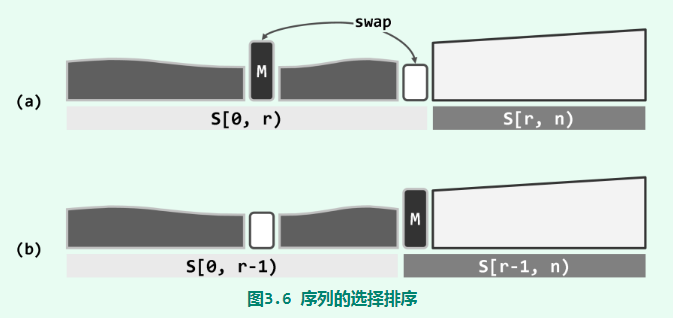 swap
M
(a)
S[0, r) S[r, n)
M
(b)
S[0, r-1) S[r-1, n)
图3.6 序列的选择排序